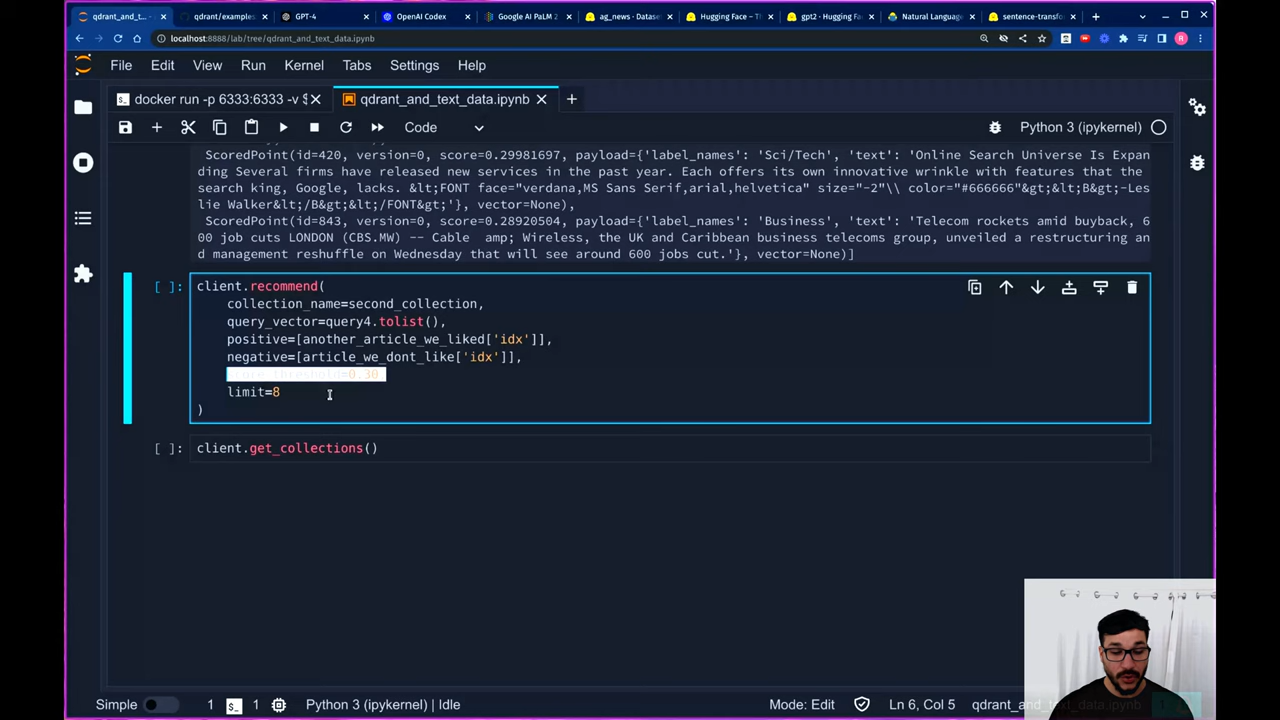 qdrant_and_t…
qdrant/examples
GPT-4
OpenAI Codex
Google AI PaLM 2
ag_news · Datase
Hugging Face – Th
gpt2 · Hugging Fac
Natural Language
sentence-transfo
localhost:8888/lab/tree/qdrant_and_text_data.ipynb
File Edit View Run Kernel Tabs Settings Help
docker run -p 6333:6333 -v $
qdrant_and_text_data.ipynb
Code
Python 3 (ipykernel)
ScoredPoint(id=420, version=0, score=0.29981697, payload={'label_names': 'Sci/Tech', 'text': 'Online Search Universe Is Expan
ding Several firms have released new services in the past year. Each offers its own innovative wrinkle with features that the
search king, Google, lacks. &lt;FONT face="verdana,MS Sans Serif,arial,helvetica" size="-2"\\ color="#666666"&gt;&lt;B&gt;-Les
lie Walker&lt;/B&gt;&lt;/FONT&gt;'}, vector=None),
ScoredPoint(id=843, version=0, score=0.28920504, payload={'label_names': 'Business', 'text': 'Telecom rockets amid buyback, 6
00 job cuts LONDON (CBS.MW) -- Cable  amp; Wireless, the UK and Caribbean business telecoms group, unveiled a restructuring an
d management reshuffle on Wednesday that will see around 600 jobs cut.'}, vector=None)]
[ ]:
client.recommend(
collection_name=second_collection,
query_vector=query4.tolist(),
positive=[another_article_we_liked['idx']],
negative=[article_we_dont_like['idx']],
score_threshold=0.30
limit=8
)
[ ]:
client.get_collections()
Simple
1
$_
1
Python 3 (ipykernel) | Idle
Mode: Edit
Ln 6, Col 5
qdrant_and_text_data.ipynb